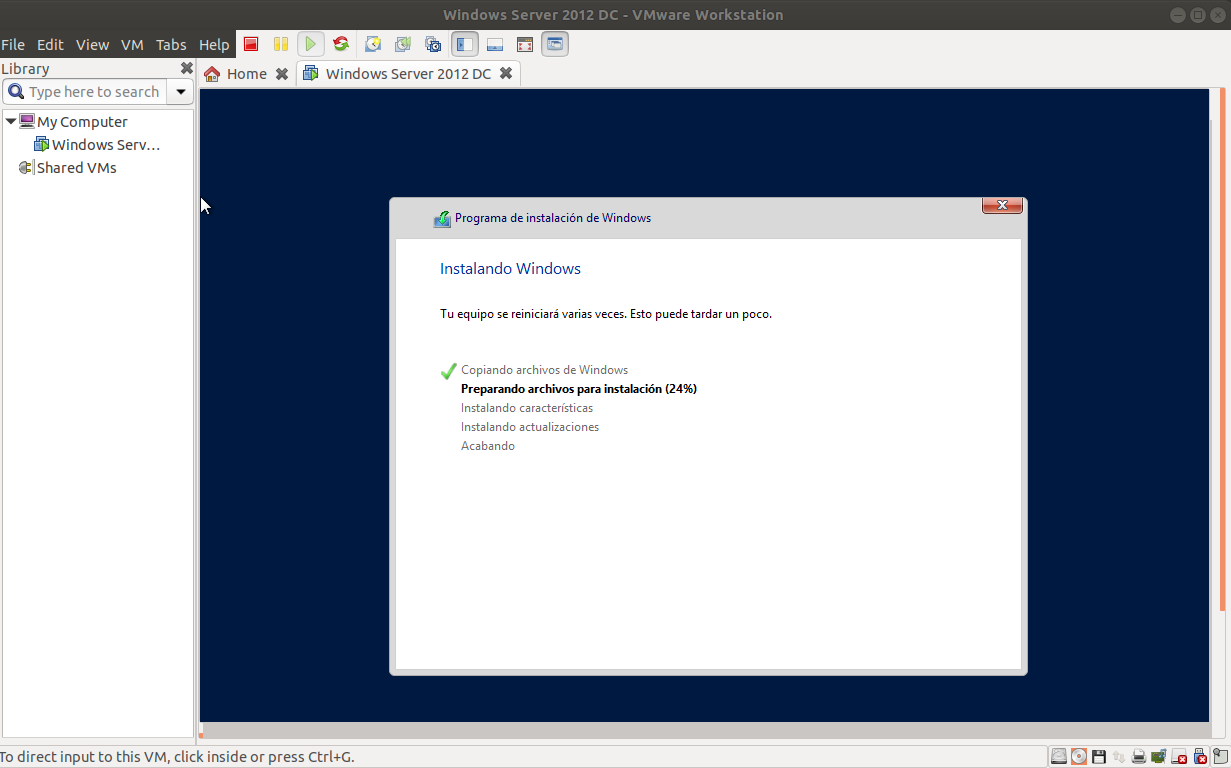 Windows Server 2012 DC - VMware Workstation
File Edit View VM Tabs Help
Library
Home
Windows Server 2012 DC
Type here to search
My Computer
Windows Serv...
Shared VMs
Programa de instalación de Windows
Instalando Windows
Tu equipo se reiniciará varias veces. Esto puede tardar un poco.
Copiando archivos de Windows
Preparando archivos para instalación (24%)
Instalando características
Instalando actualizaciones
Acabando
To direct input to this VM, click inside or press Ctrl+G.